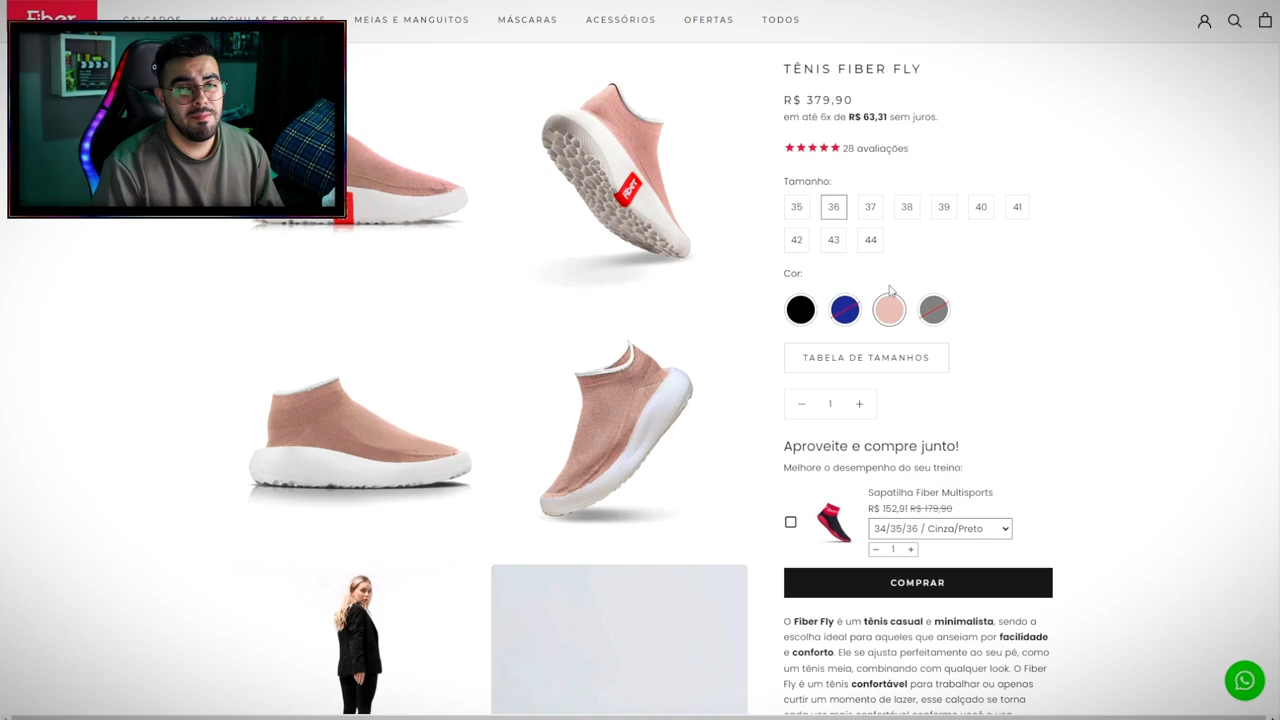 Fiber
CALÇADOS MOCHILAS E BOLSAS MEIAS E MANGUITOS MÁSCARAS ACESSÓRIOS OFERTAS TODOS
TÊNIS FIBER FLY
R$ 379,90
em até 6x de R$ 63,31 sem juros.
28 avaliações
Tamanho:
35 36 37 38 39 40 41
42 43 44
Cor:
TABELA DE TAMANHOS
− 1 +
Aproveite e compre junto!
Melhore o desempenho do seu treino:
Sapatilha Fiber Multisports
R$ 152,91 R$ 179,90
34/35/36 / Cinza/Preto
− 1 +
COMPRAR
O Fiber Fly é um tênis casual e minimalista, sendo a
escolha ideal para aqueles que anseiam por facilidade
e conforto. Ele se ajusta perfeitamente ao seu pé, como
um tênis meia, combinando com qualquer look. O Fiber
Fly é um tênis confortável para trabalhar ou apenas
curtir um momento de lazer, esse calçado se torna